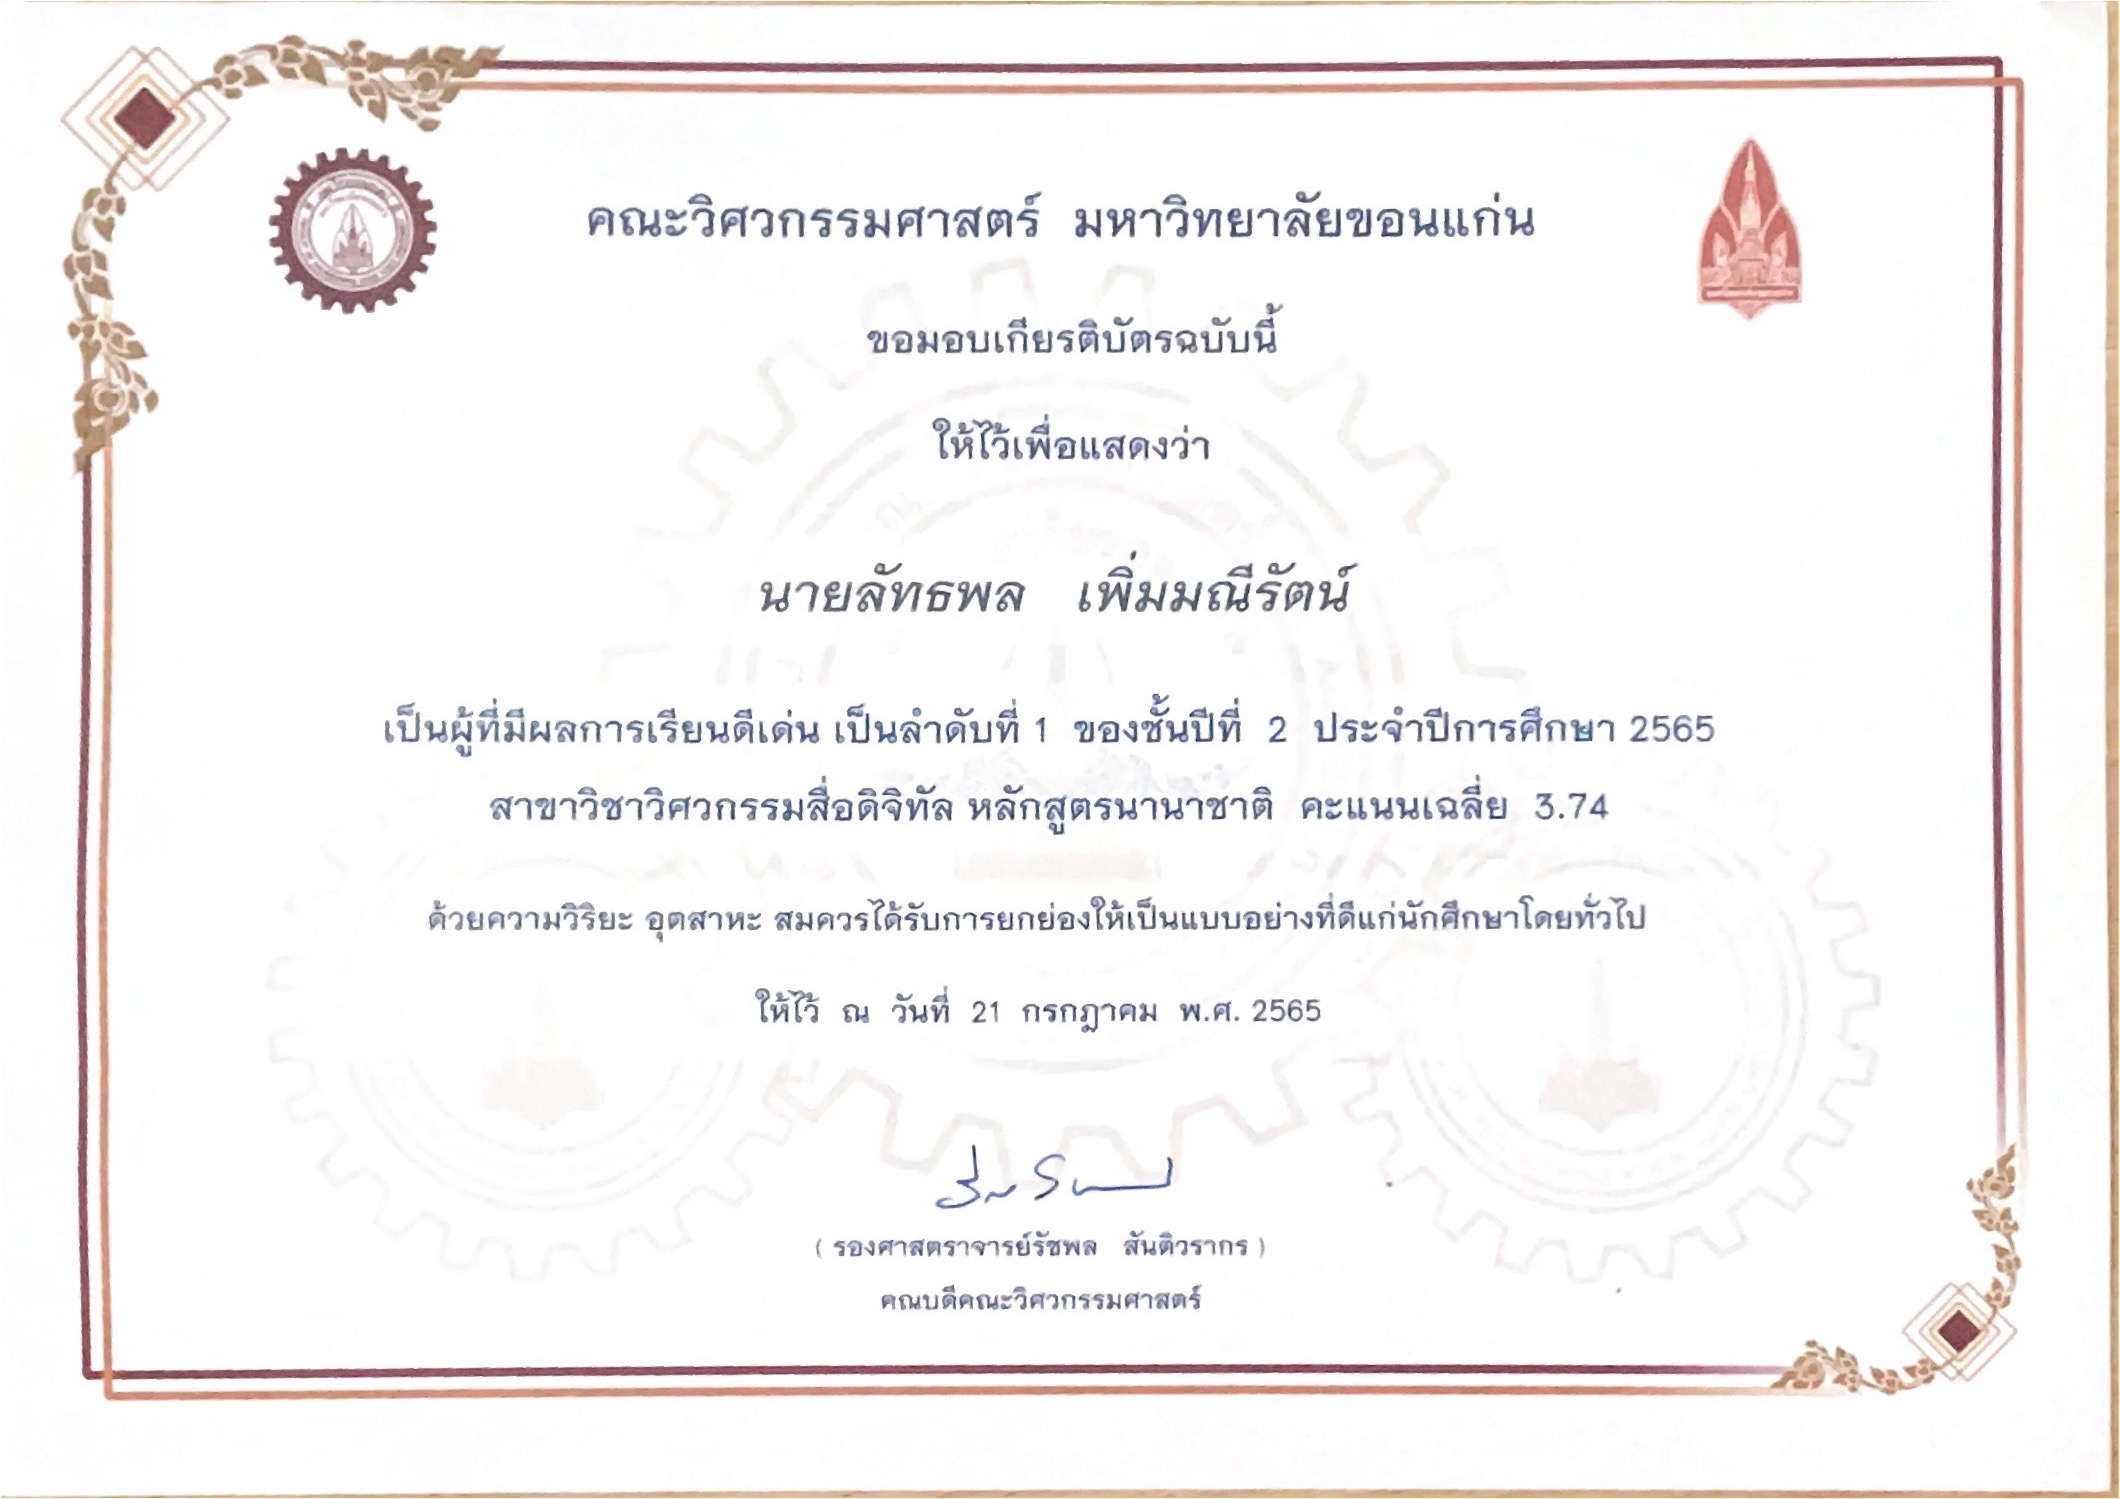 คณะวิศวกรรมศาสตร์ มหาวิทยาลัยขอนแก่น
ขอมอบเกียรติบัตรฉบับนี้
ให้ไว้เพื่อแสดงว่า
นายลัทธพล เพิ่มมณีรัตน์
เป็นผู้ที่มีผลการเรียนดีเด่น เป็นลำดับที่ 1 ของชั้นปีที่ 2 ประจำปีการศึกษา 2565
สาขาวิชาวิศวกรรมสื่อดิจิทัล หลักสูตรนานาชาติ คะแนนเฉลี่ย 3.74
ด้วยความวิริยะ อุตสาหะ สมควรได้รับการยกย่องให้เป็นแบบอย่างที่ดีแก่นักศึกษาโดยทั่วไป
ให้ไว้ ณ วันที่ 21 กรกฎาคม พ.ศ. 2565
( รองศาสตราจารย์รัชพล สันติวรากร )
คณบดีคณะวิศวกรรมศาสตร์